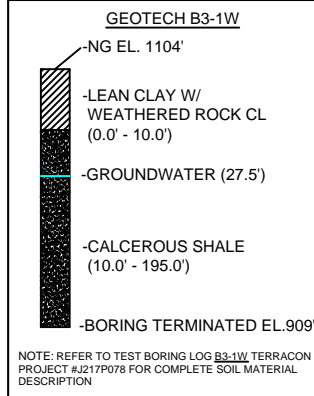 GEOTECH B3-1W
-NG EL. 1104'
-LEAN CLAY W/
WEATHERED ROCK CL
(0.0' - 10.0')
-GROUNDWATER (27.5')
-CALCEROUS SHALE
(10.0' - 195.0')
-BORING TERMINATED EL.909'
NOTE: REFER TO TEST BORING LOG B3-1W TERRACON
PROJECT #J217P078 FOR COMPLETE SOIL MATERIAL
DESCRIPTION